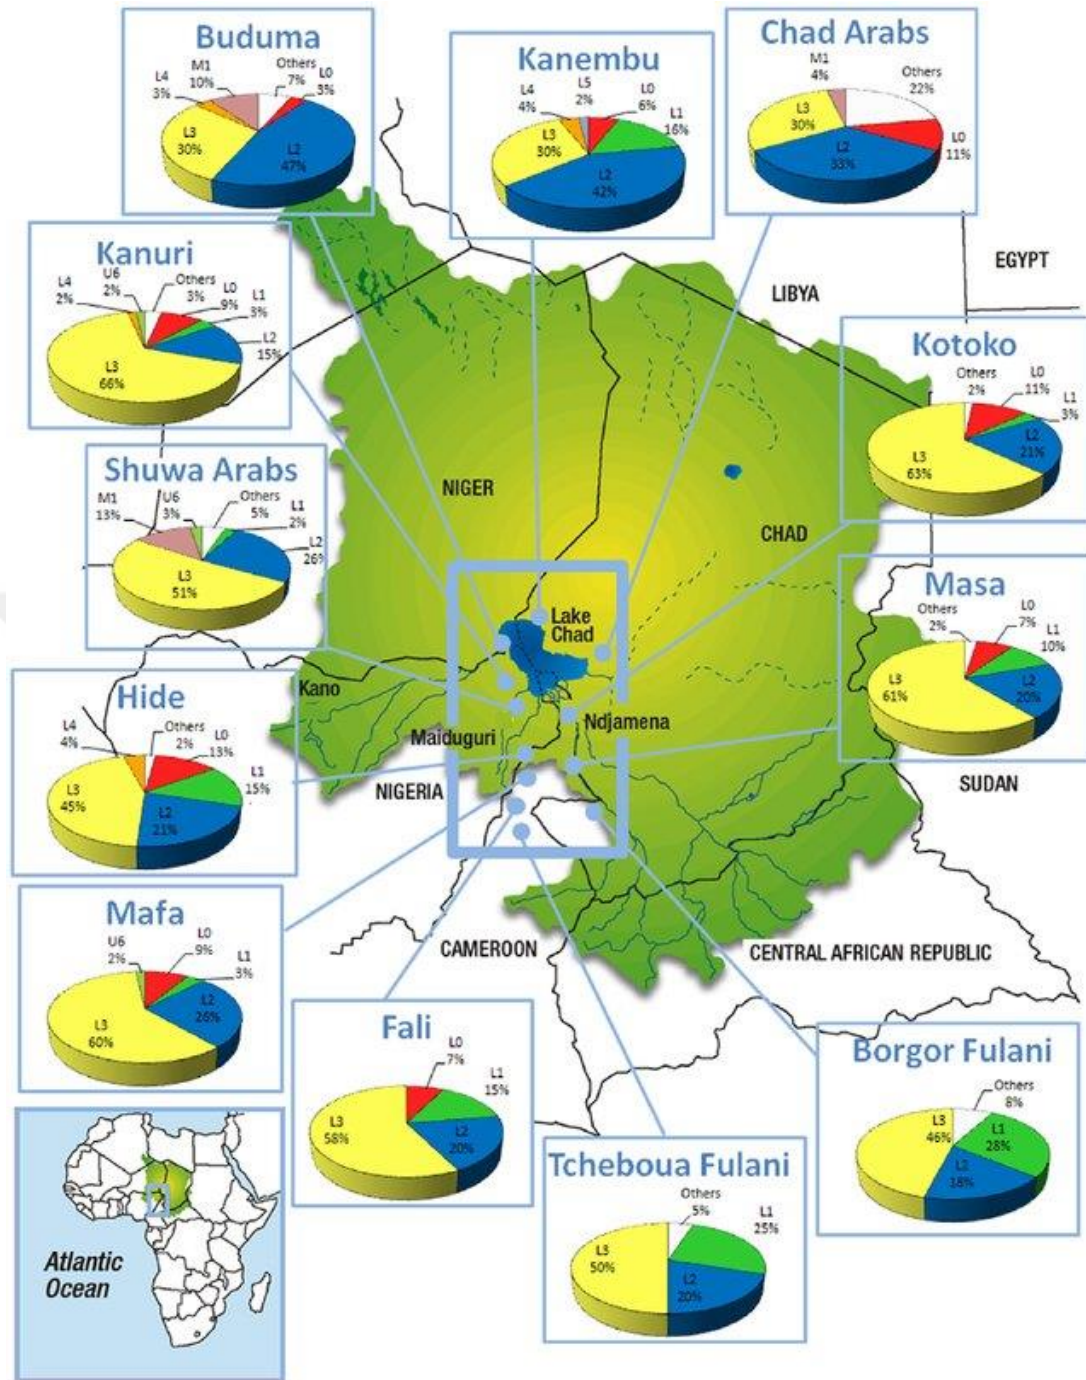 Buduma
L4
3%
M1
10%
Others
7%
L0
3%
L3
30%
L2
47%
Kanembu
L4
4%
L5
2%
L0
6%
L1
16%
L3
30%
L2
42%
Chad Arabs
M1
4%
Others
22%
L3
30%
L2
33%
L0
11%
Kanuri
L4
2%
U6
2%
Others
3%
L0
9%
L1
3%
L2
15%
L3
66%
EGYPT
LIBYA
Kotoko
Others
2%
L0
11%
L1
3%
L2
21%
L3
63%
Shuwa Arabs
M1
13%
U6
3%
Others
5%
L1
2%
L2
26%
L3
51%
NIGER
CHAD
Masa
Others
2%
L0
7%
L1
10%
L2
20%
L3
61%
Lake
Chad
Kano
Maiduguri
Ndjamena
NIGERIA
SUDAN
Hide
L4
4%
Others
2%
L0
13%
L1
15%
L3
45%
L2
21%
Mafa
U6
2%
L0
9%
L1
3%
L2
26%
L3
60%
CAMEROON
CENTRAL AFRICAN REPUBLIC
Fali
L0
7%
L1
15%
L3
58%
L2
20%
Borgor Fulani
Others
8%
L3
46%
L1
28%
L2
18%
Tcheboua Fulani
Others
5%
L1
25%
L3
50%
L2
20%
Atlantic
Ocean